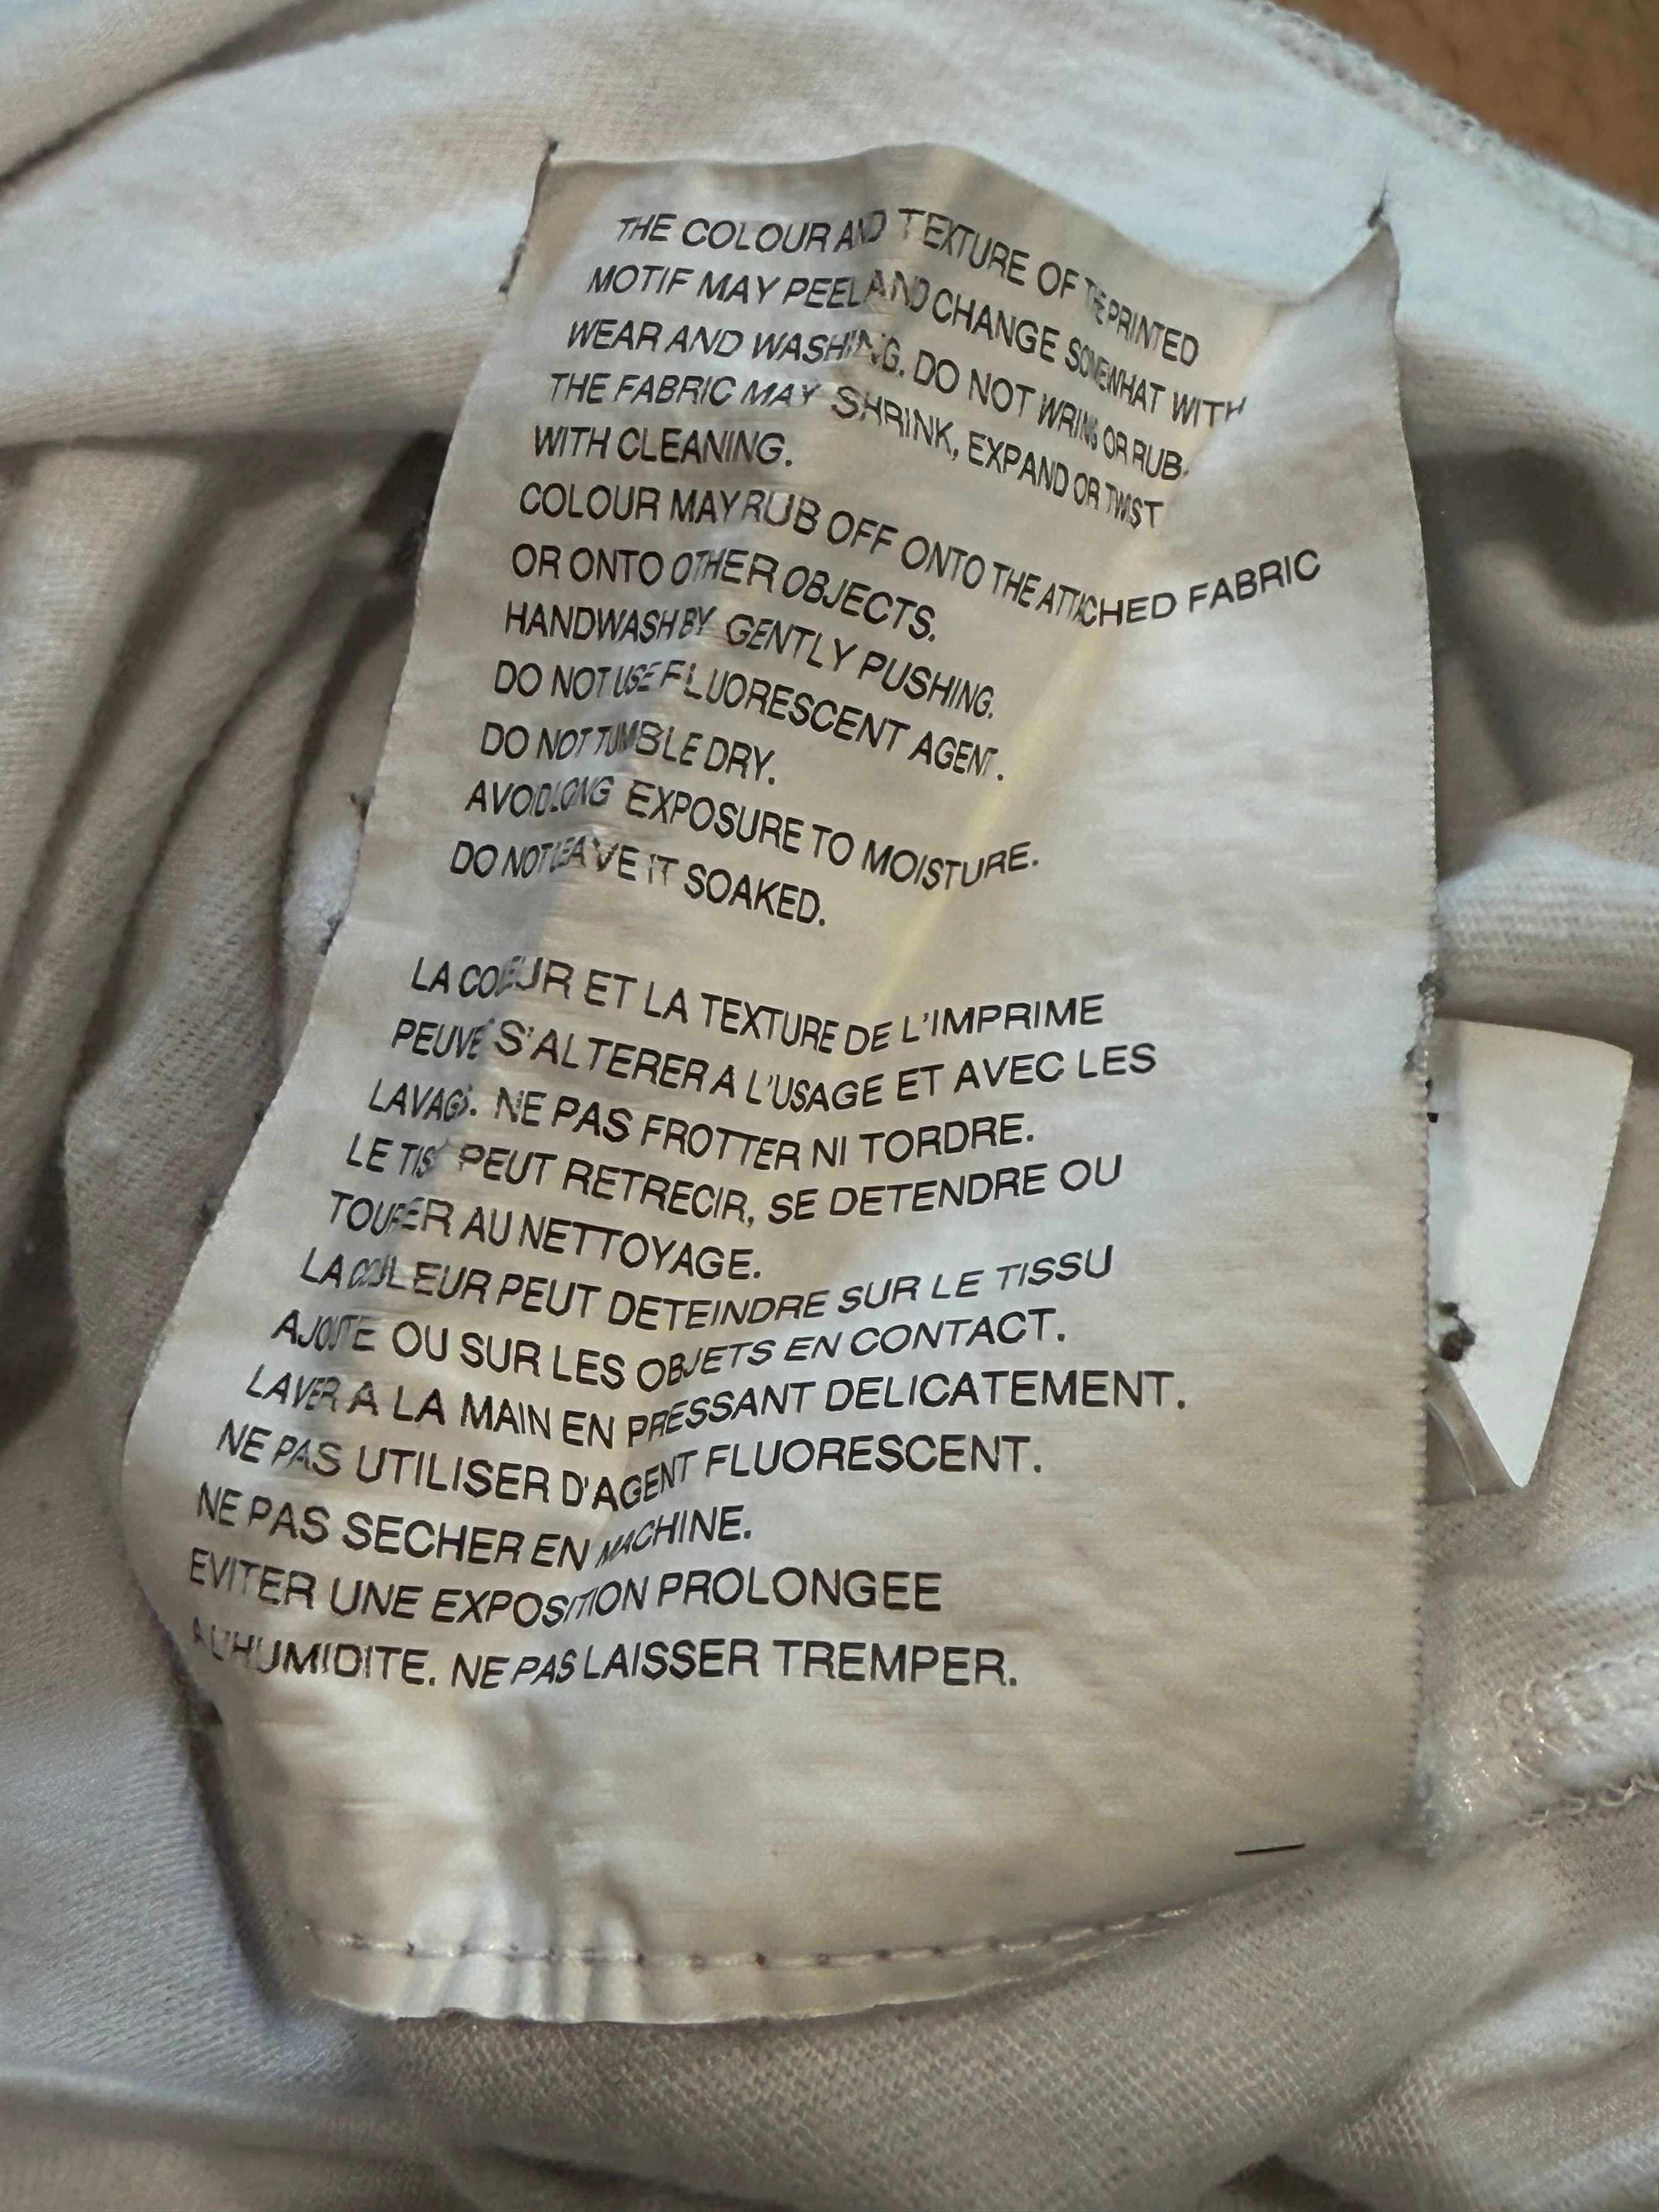 THE COLOUR AND TEXTURE OF THE PRINTED
MOTIF MAY PEEL AND CHANGE SOMEWHAT WITH
WEAR AND WASHING. DO NOT WRING OR RUB.
THE FABRIC MAY SHRINK, EXPAND OR TWIST
WITH CLEANING.
COLOUR MAY RUB OFF ONTO THE ATTACHED FABRIC
OR ONTO OTHER OBJECTS.
HANDWASH BY GENTLY PUSHING.
DO NOT USE FLUORESCENT AGENT.
DO NOT TUMBLE DRY.
AVOID LONG EXPOSURE TO MOISTURE.
DO NOT LEAVE IT SOAKED.
LA ET LA TEXTURE DE L'IMPRIME
S'ALTERER A L'USAGE ET AVEC LES
NE PAS FROTTER NI TORDRE.
LE PEUT RETRECIR, SE DETENDRE OU
AU NETTOYAGE.
LA COULEUR PEUT DETEINDRE SUR LE TISSU
AJOUTE OU SUR LES OBJETS EN CONTACT.
LAVER A LA MAIN EN PRESSANT DELICATEMENT.
NE PAS UTILISER D'AGENT FLUORESCENT.
NE PAS SECHER EN MACHINE.
EVITER UNE EXPOSITION PROLONGEE
A L'HUMIDITE. NE PAS LAISSER TREMPER.